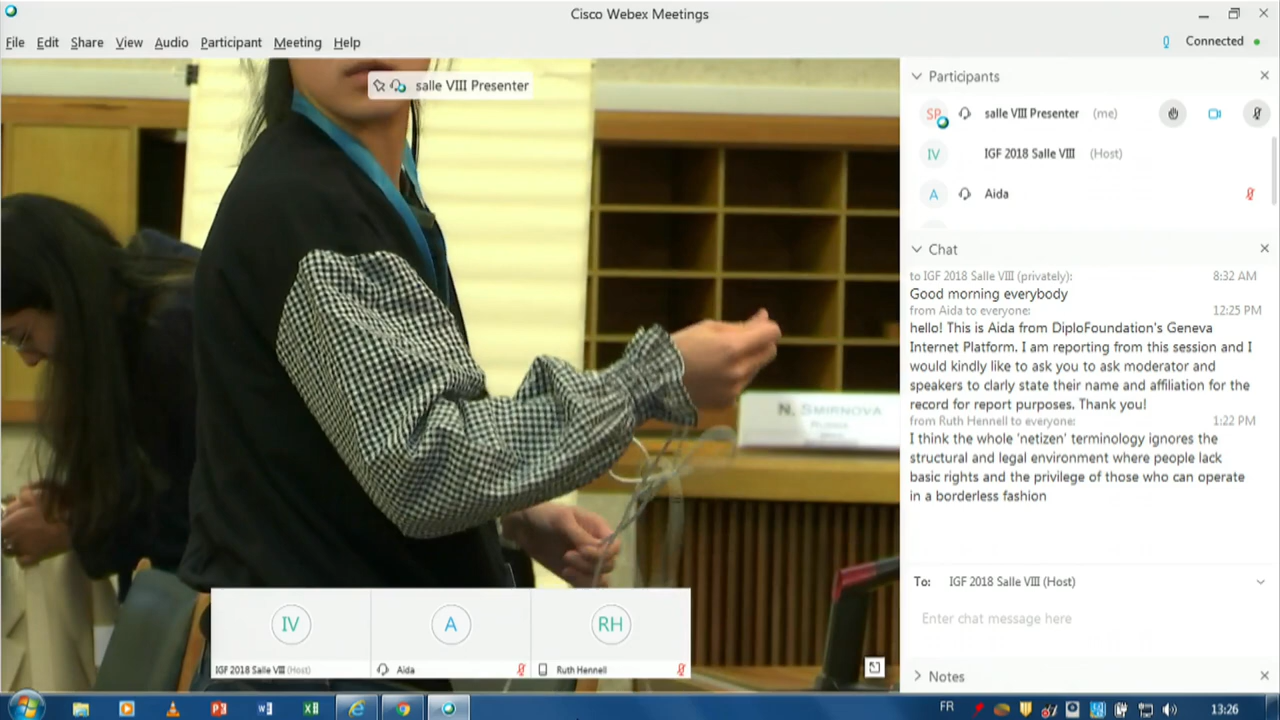 Cisco Webex Meetings
File Edit Share View Audio Participant Meeting Help
Connected
salle VIII Presenter
N. SMIRNOVA
Participants
SP salle VIII Presenter (me)
IV IGF 2018 Salle VIII (Host)
A Aida
Chat
to IGF 2018 Salle VIII (privately): 8:32 AM
Good morning everybody
from Aida to everyone: 12:25 PM
hello! This is Aida from DiploFoundation's Geneva
Internet Platform. I am reporting from this session and I
would kindly like to ask you to ask moderator and
speakers to clarly state their name and affiliation for the
record for report purposes. Thank you!
from Ruth Hennell to everyone: 1:22 PM
I think the whole 'netizen' terminology ignores the
structural and legal environment where people lack
basic rights and the privilege of those who can operate
in a borderless fashion
To: IGF 2018 Salle VIII (Host)
Enter chat message here
Notes
IV
IGF 2018 Salle VIII (Host)
A
Aida
RH
Ruth Hennell
FR
13:26